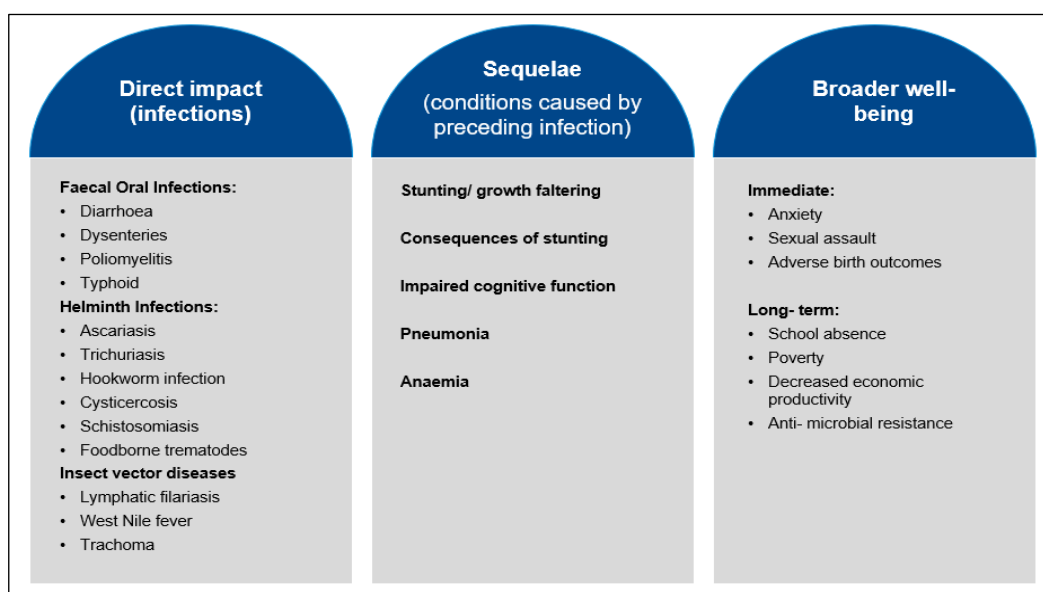 Direct impact
(infections)
Faecal Oral Infections:
• Diarrhoea
• Dysenteries
• Poliomyelitis
• Typhoid
Helminth Infections:
• Ascariasis
• Trichuriasis
• Hookworm infection
• Cysticercosis
• Schistosomiasis
• Foodborne trematodes
Insect vector diseases
• Lymphatic filariasis
• West Nile fever
• Trachoma
Sequelae
(conditions caused by
preceding infection)
Stunting/ growth faltering
Consequences of stunting
Impaired cognitive function
Pneumonia
Anaemia
Broader well-
being
Immediate:
• Anxiety
• Sexual assault
• Adverse birth outcomes
Long- term:
• School absence
• Poverty
• Decreased economic
productivity
• Anti- microbial resistance